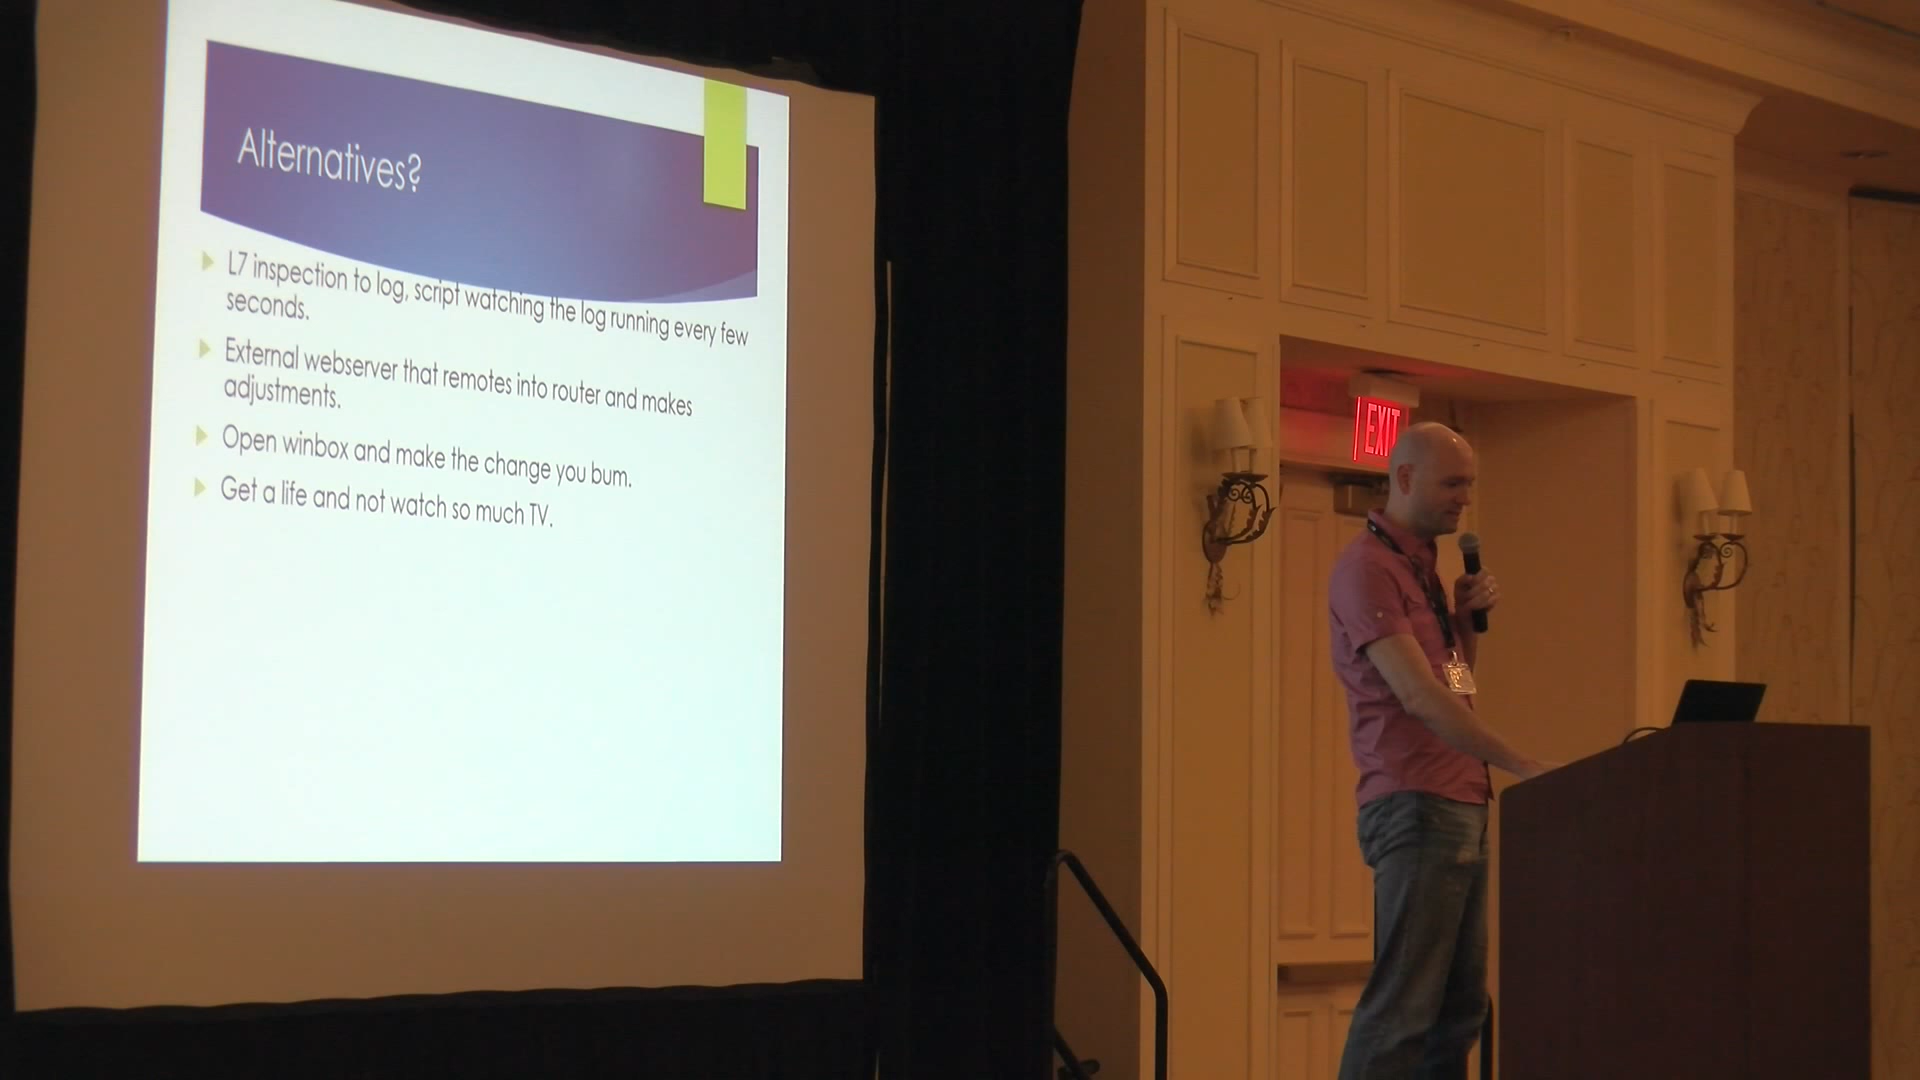 Alternatives?
L7 inspection to log, script watching the log running every few
seconds.
External webserver that remotes into router and makes
adjustments.
Open winbox and make the change you bum.
Get a life and not watch so much TV.
EXIT